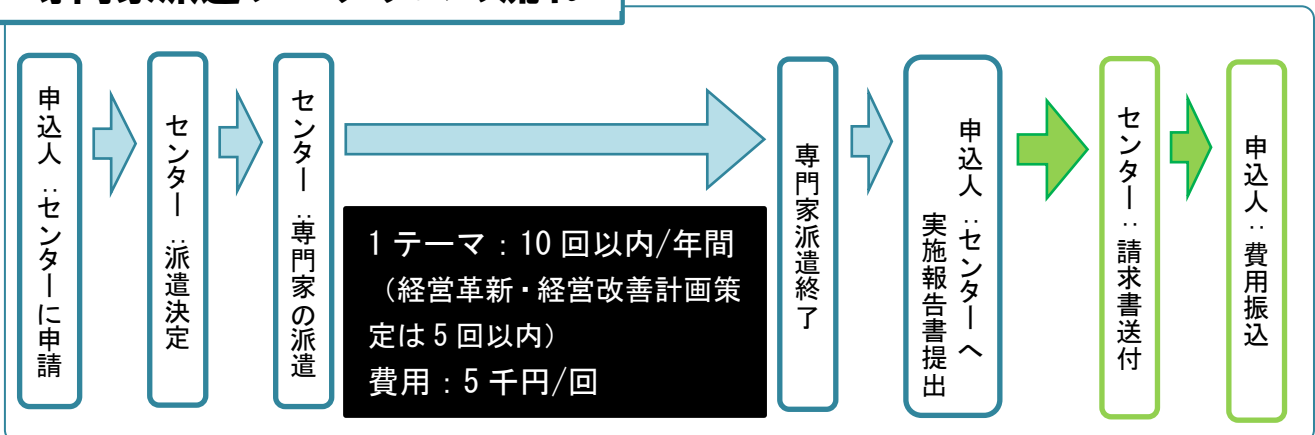 申込人：センターに申請
センター：派遣決定
センター：専門家の派遣
1テーマ：10回以内/年間
（経営革新・経営改善計画策
定は5回以内）
費用：5千円/回
専門家派遣終了
申込人：センターへ
実施報告書提出
センター：請求書送付
申込人：費用振込